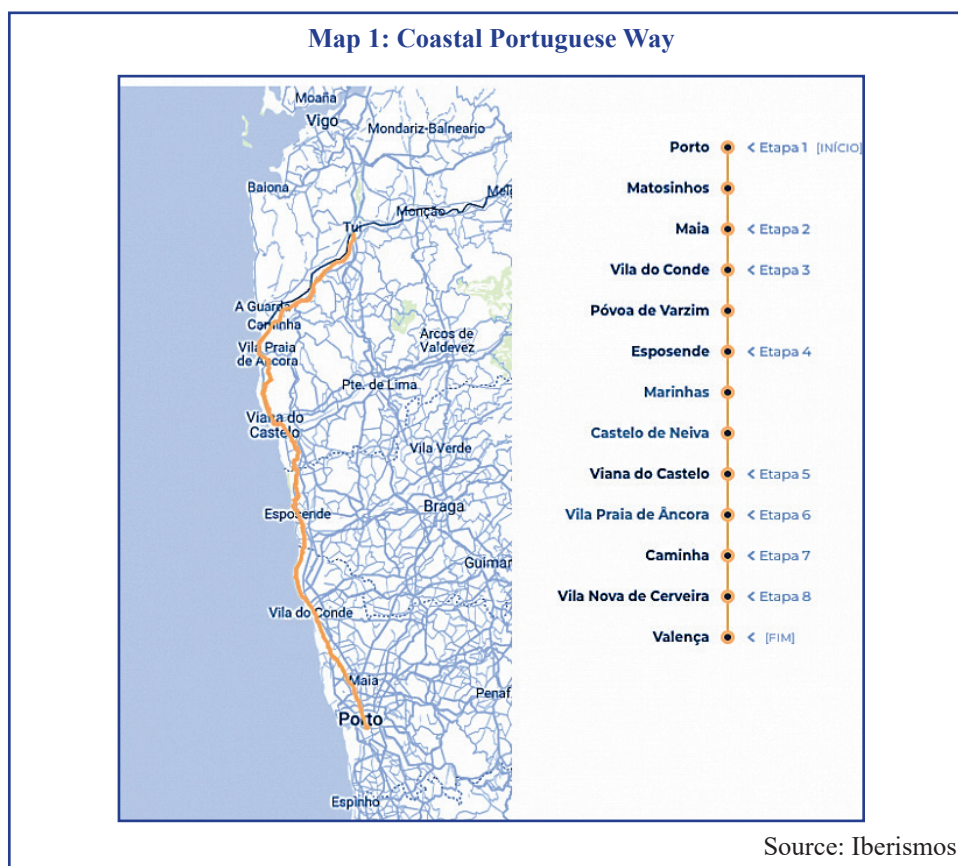 Map 1: Coastal Portuguese Way
Moaña
Vigo
Mondariz-Balneario
Baiona
Monção
Tui
A Guarda
Caminha
Vila Praia
de Âncora
Arcos de
Valdevez
Pte. de Lima
Viana do
Castelo
Vila Verde
Esposende
Braga
Guimar
Vila do Conde
Maia
Penaf
Porto
Espinho
Porto < Etapa 1 [INÍCIO]
Matosinhos
Maia < Etapa 2
Vila do Conde < Etapa 3
Póvoa de Varzim
Esposende < Etapa 4
Marinhas
Castelo de Neiva
Viana do Castelo < Etapa 5
Vila Praia de Âncora < Etapa 6
Caminha < Etapa 7
Vila Nova de Cerveira < Etapa 8
Valença < [FIM]
Source: Iberismos